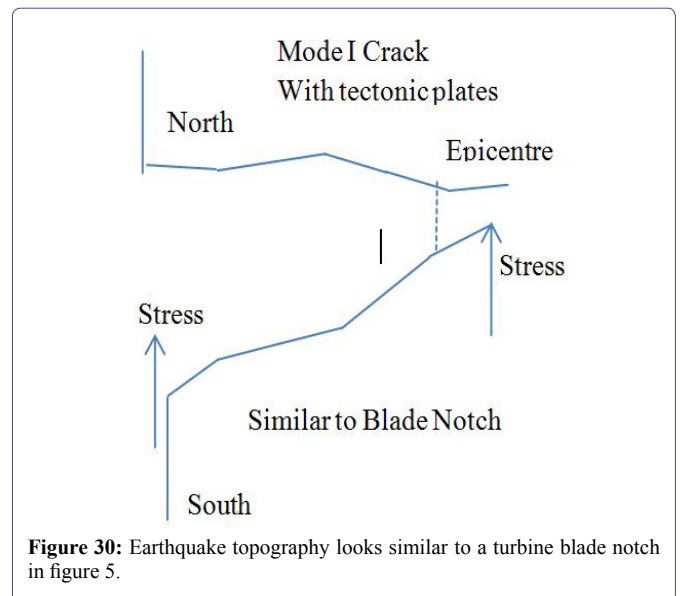 Mode I Crack
With tectonic plates
North
Epicentre
Stress
Stress
Similar to Blade Notch
South
Figure 30: Earthquake topography looks similar to a turbine blade notch
in figure 5.